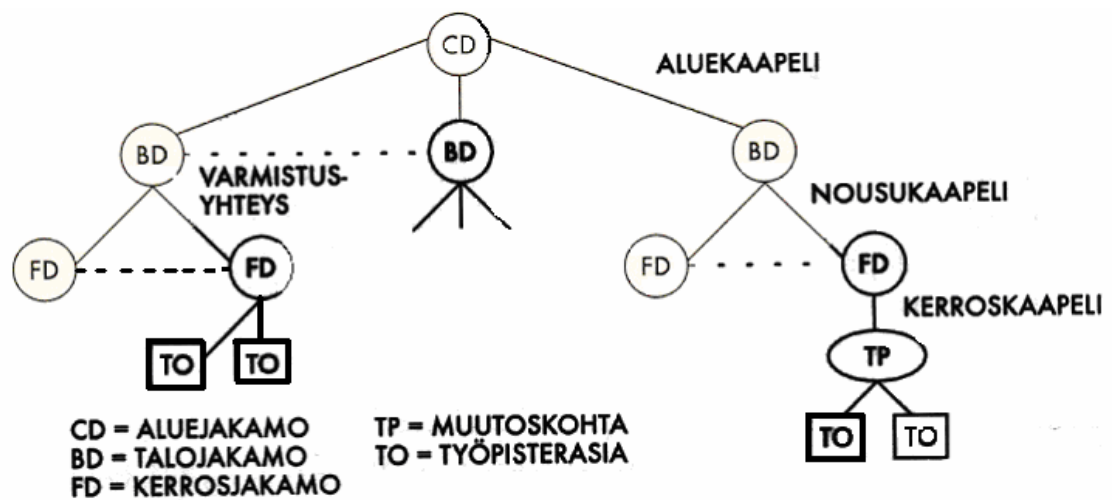 CD
ALUEKAAPELI
BD
BD
BD
VARMISTUS-
YHTEYS
NOUSUKAAPELI
FD
FD
FD
FD
KERROSKAAPELI
TO
TO
TP
TO
TO
CD = ALUEJAKAMO
BD = TALOJAKAMO
FD = KERROSJAKAMO
TP = MUUTOSKOHTA
TO = TYÖPISTERASIA